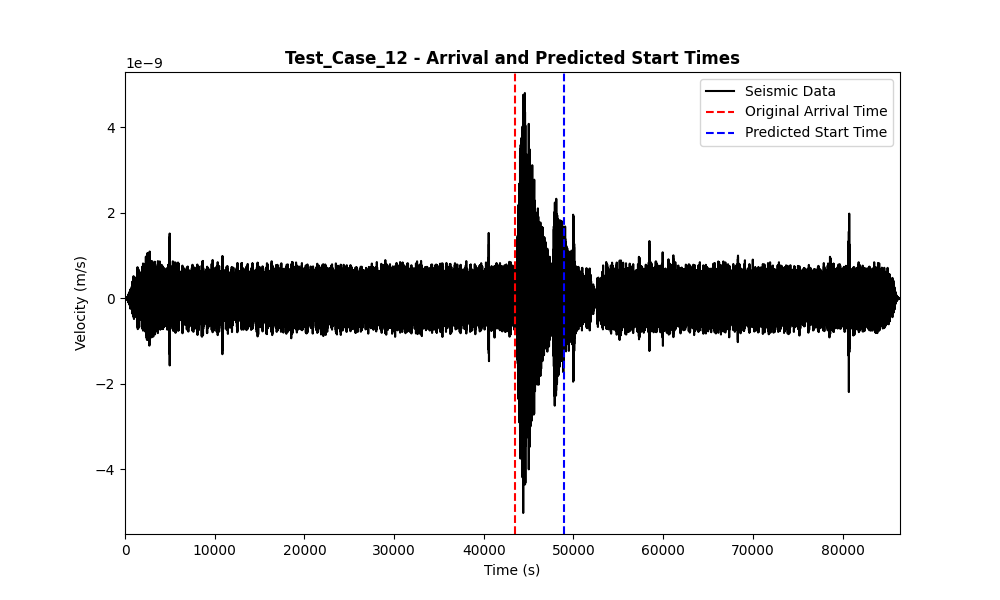 Test_Case_12 - Arrival and Predicted Start Times
1e−9
Seismic Data
Original Arrival Time
Predicted Start Time
4
2
0
−2
−4
Velocity (m/s)
0 10000 20000 30000 40000 50000 60000 70000 80000
Time (s)